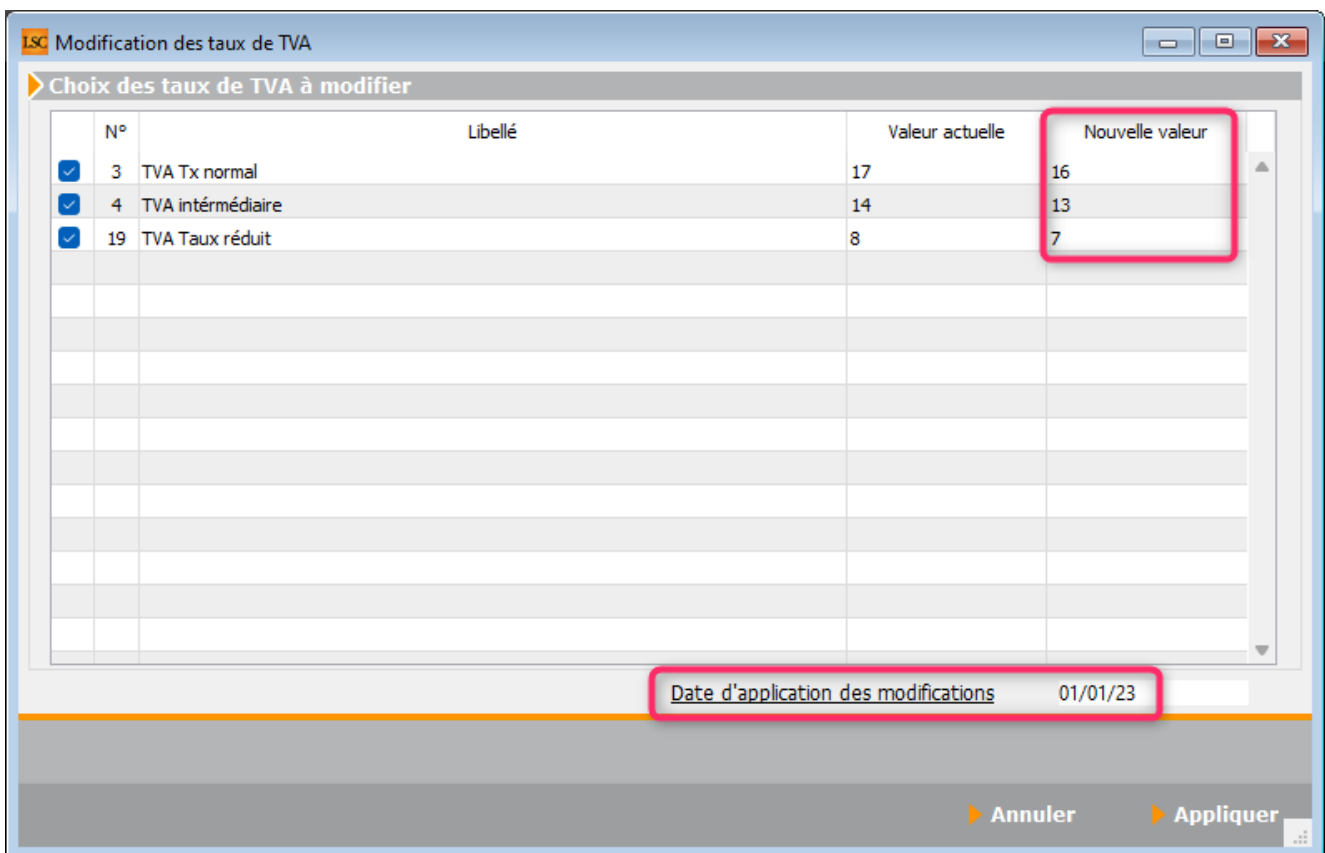 LSC Modification des taux de TVA
Choix des taux de TVA à modifier
N° Libellé Valeur actuelle Nouvelle valeur
3 TVA Tx normal 17 16
4 TVA intérmédiaire 14 13
19 TVA Taux réduit 8 7
Date d'application des modifications 01/01/23
Annuler Appliquer